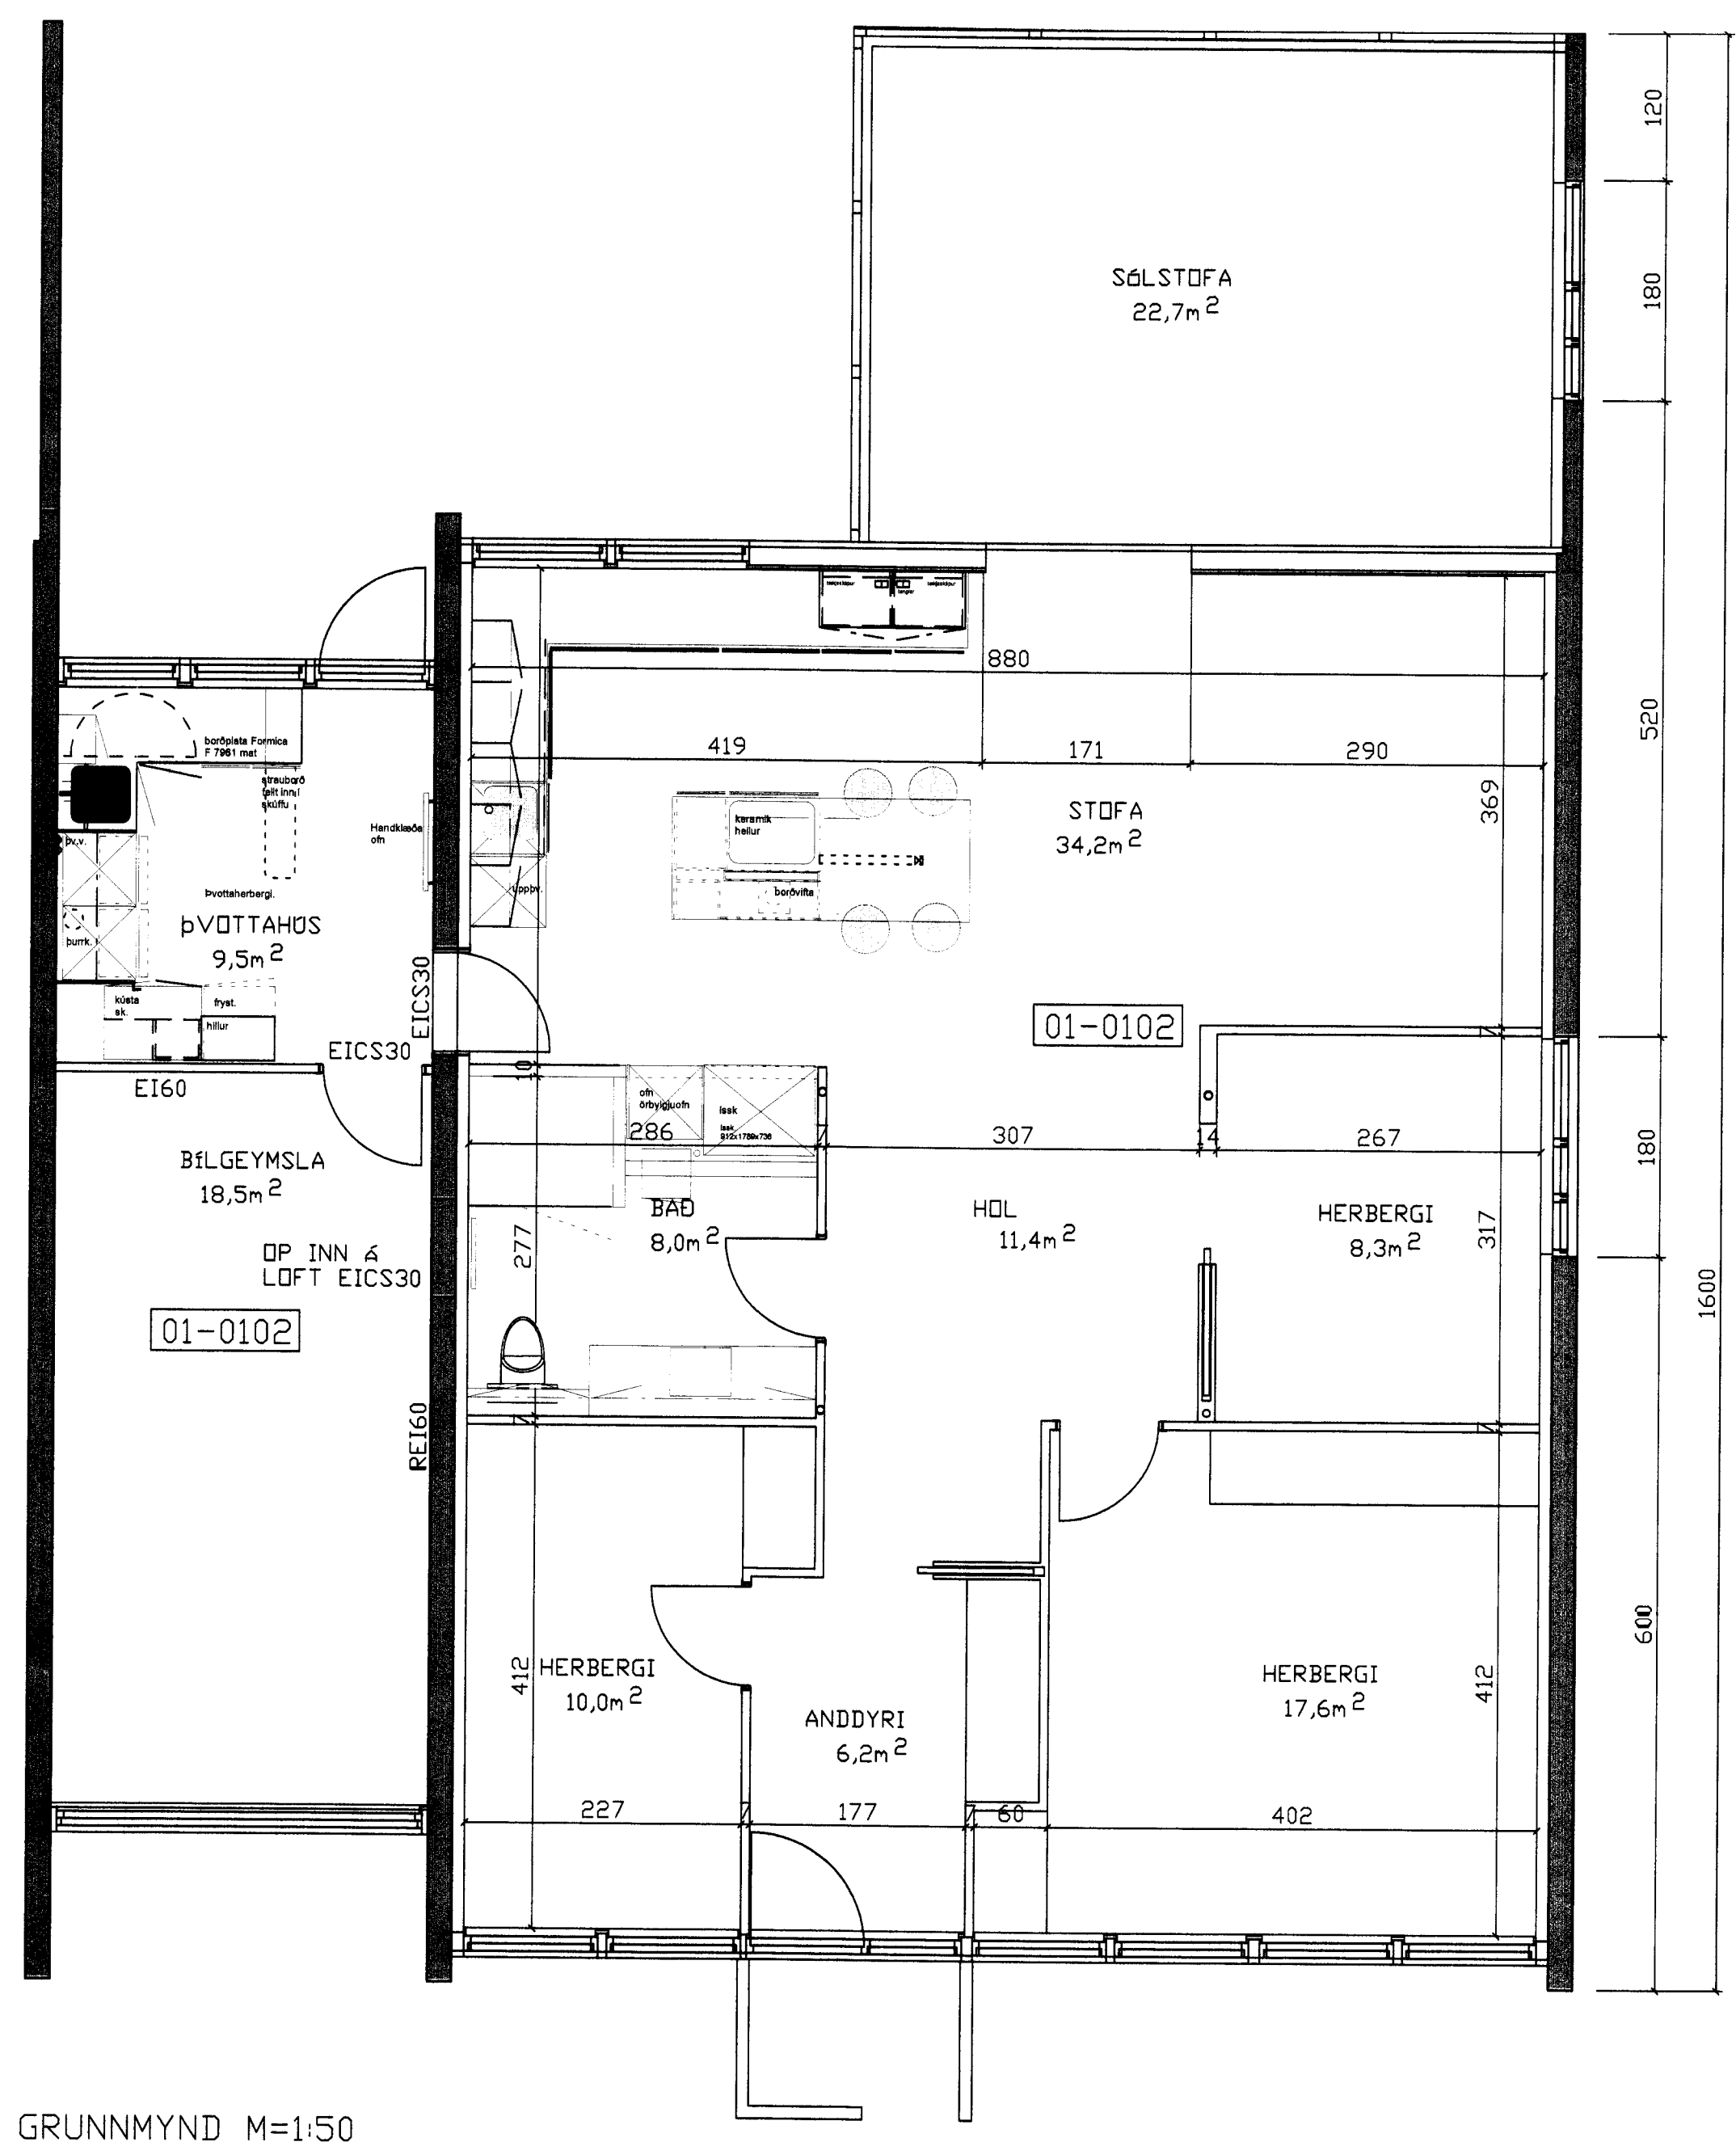 SÓLSTOFA
22,7m2
120
180
520
180
600
1600
880
419
171
290
369
STOFA
34,2m2
keramik
hellur
borðvifta
uppþv.
borðplata Formica
F 7961 mat
strauborð
fellt inn í
skúffu
Handklæða
ofn
þv.v.
þurrk.
Þvottaherbergi.
ÞVOTTAHÚS
9,5m2
kústa
sk.
fryst.
hillur
EICS30
EICS30
EI60
01-0102
10
ofn
örbylgjuofn
íssk
íssk.
912x1789x736
286
307
14
267
BÍLGEYMSLA
18,5m2
OP INN Á
LOFT EICS30
01-0102
REI60
277
BAÐ
8,0m2
HOL
11,4m2
HERBERGI
8,3m2
317
412
HERBERGI
10,0m2
ANDDYRI
6,2m2
HERBERGI
17,6m2
412
227
177
60
402
GRUNNMYND M=1:50